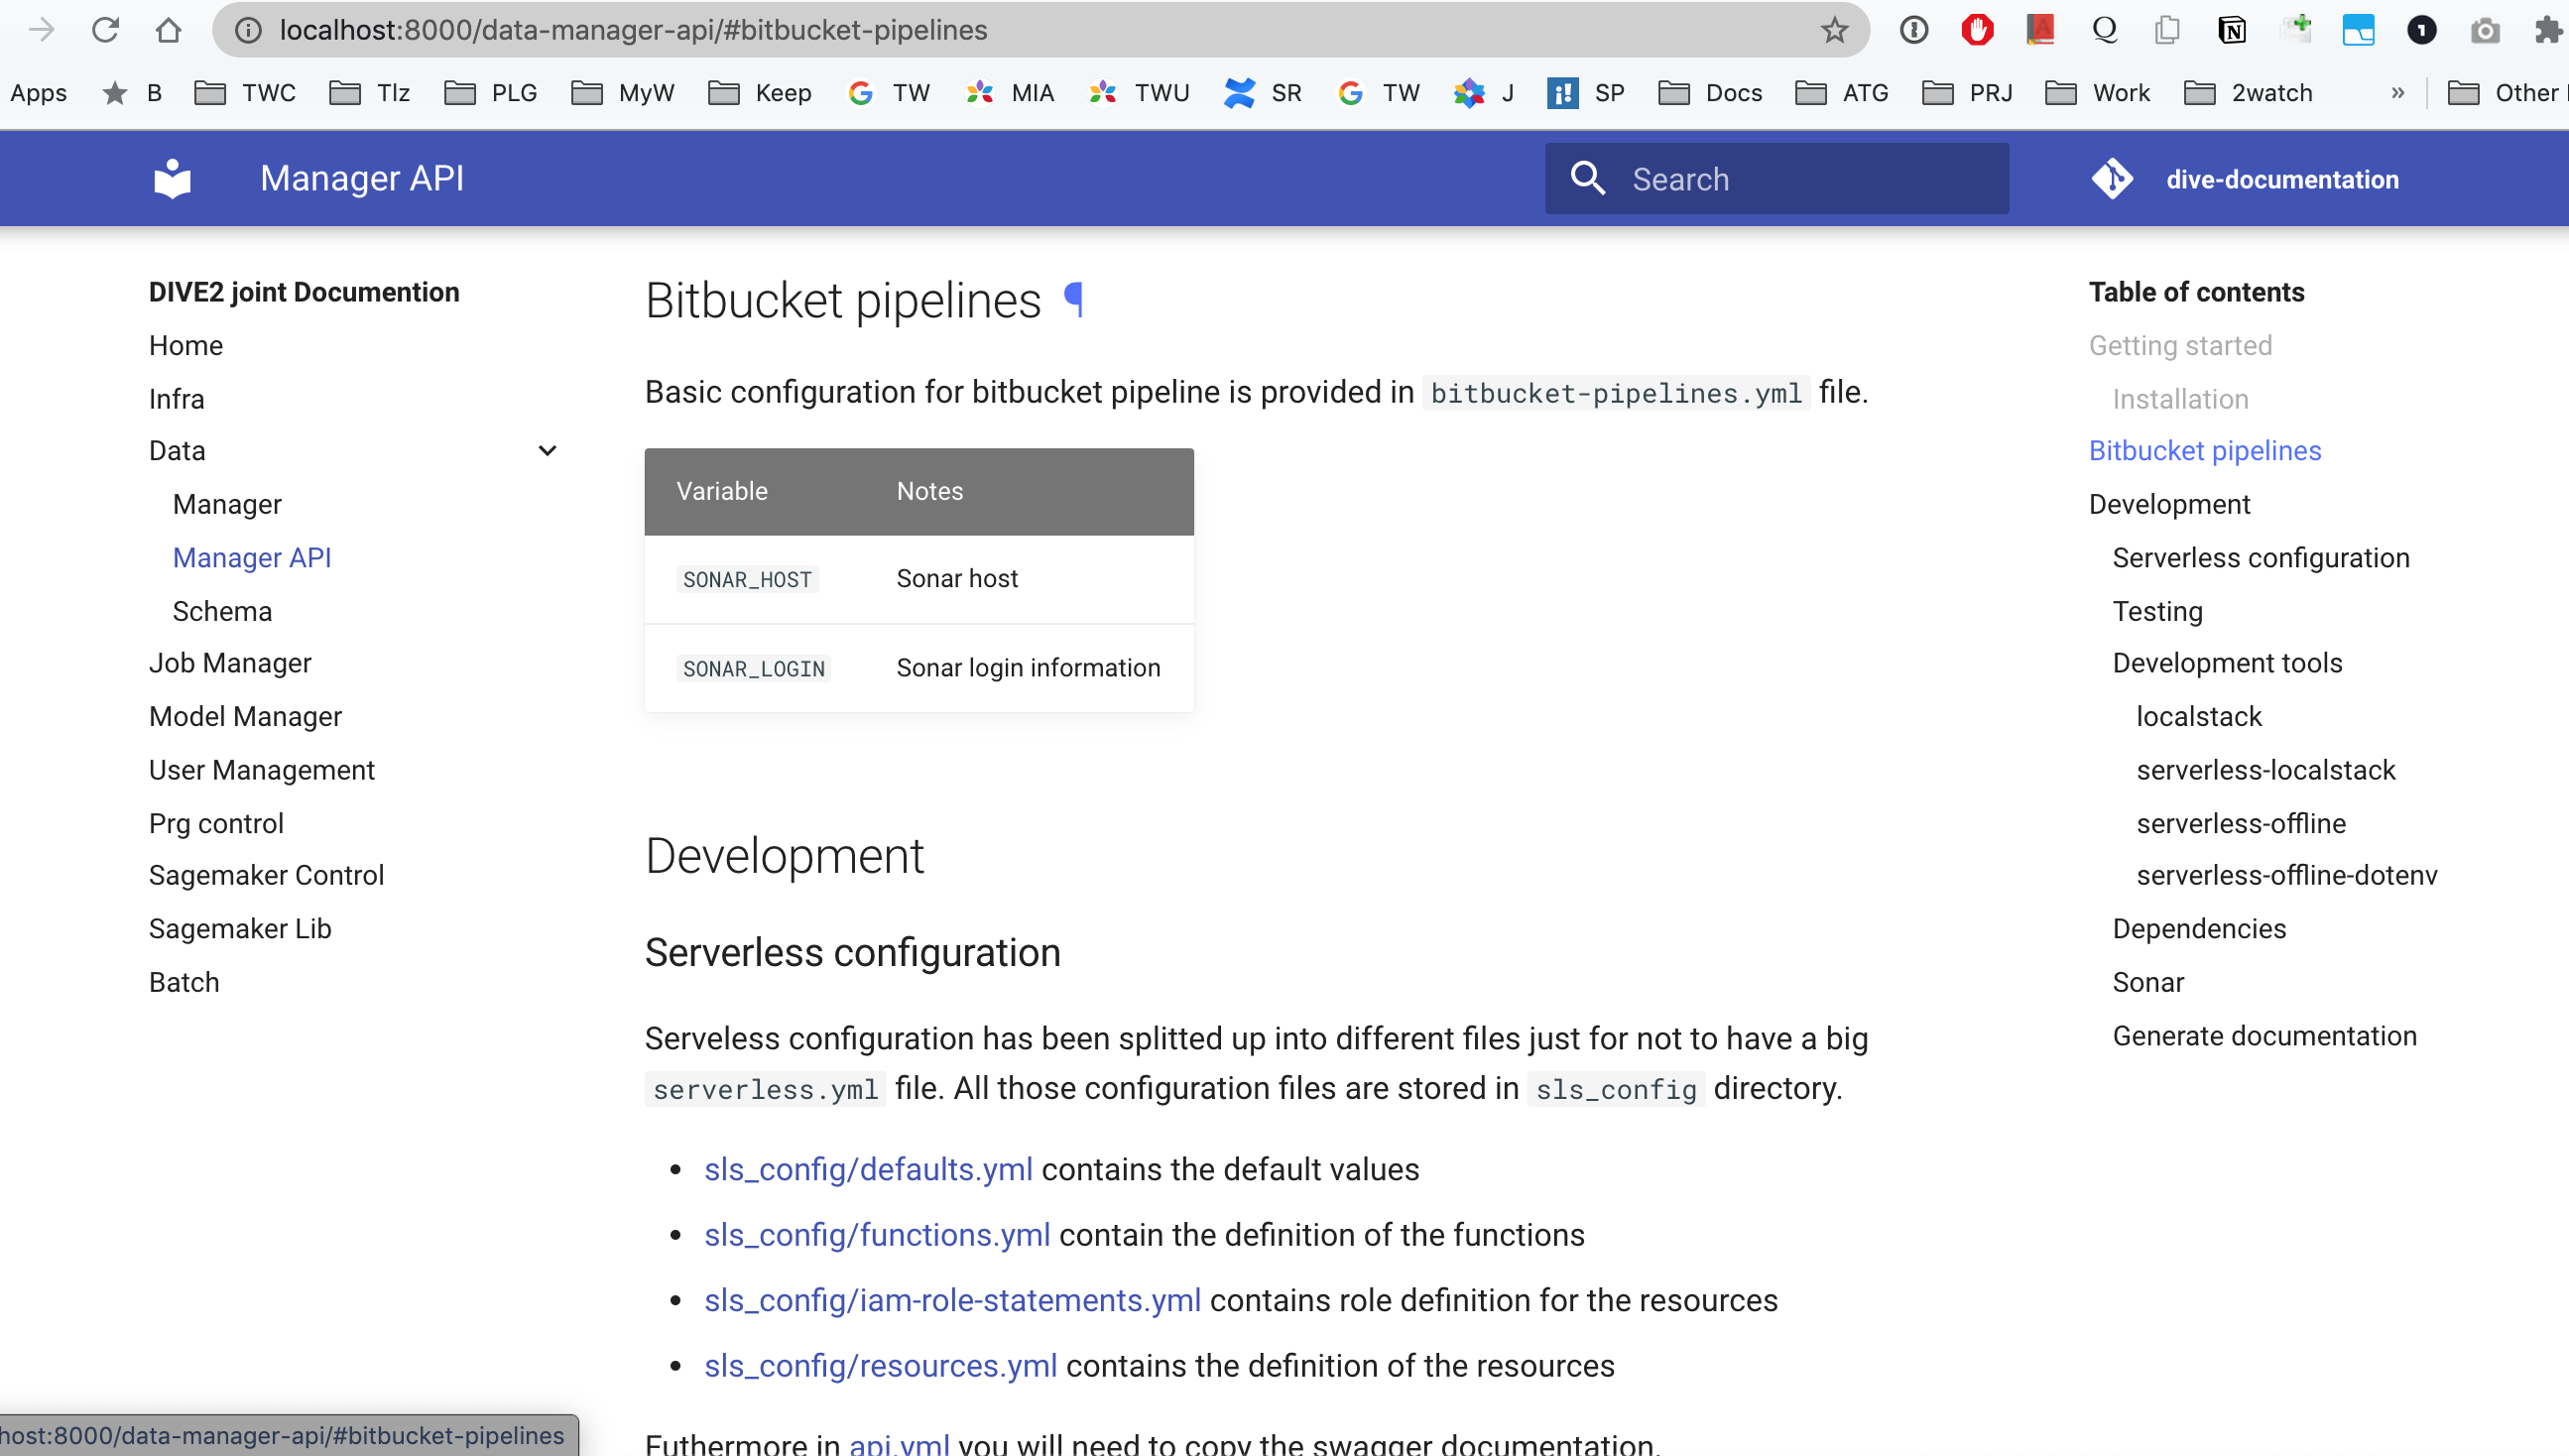 localhost:8000/data-manager-api/#bitbucket-pipelines
Apps B TWC Tlz PLG MyW Keep TW MIA TWU SR TW J SP Docs ATG PRJ Work 2watch » Other
Manager API
Search
dive-documentation
DIVE2 joint Documention
Home
Infra
Data
Manager
Manager API
Schema
Job Manager
Model Manager
User Management
Prg control
Sagemaker Control
Sagemaker Lib
Batch
Bitbucket pipelines ¶
Basic configuration for bitbucket pipeline is provided in bitbucket-pipelines.yml file.
Variable Notes
SONAR_HOST Sonar host
SONAR_LOGIN Sonar login information
Development
Serverless configuration
Serveless configuration has been splitted up into different files just for not to have a big
serverless.yml file. All those configuration files are stored in sls_config directory.
• sls_config/defaults.yml contains the default values
• sls_config/functions.yml contain the definition of the functions
• sls_config/iam-role-statements.yml contains role definition for the resources
• sls_config/resources.yml contains the definition of the resources
Futhermore in api.yml you will need to copy the swagger documentation.
Table of contents
Getting started
Installation
Bitbucket pipelines
Development
Serverless configuration
Testing
Development tools
localstack
serverless-localstack
serverless-offline
serverless-offline-dotenv
Dependencies
Sonar
Generate documentation
host:8000/data-manager-api/#bitbucket-pipelines